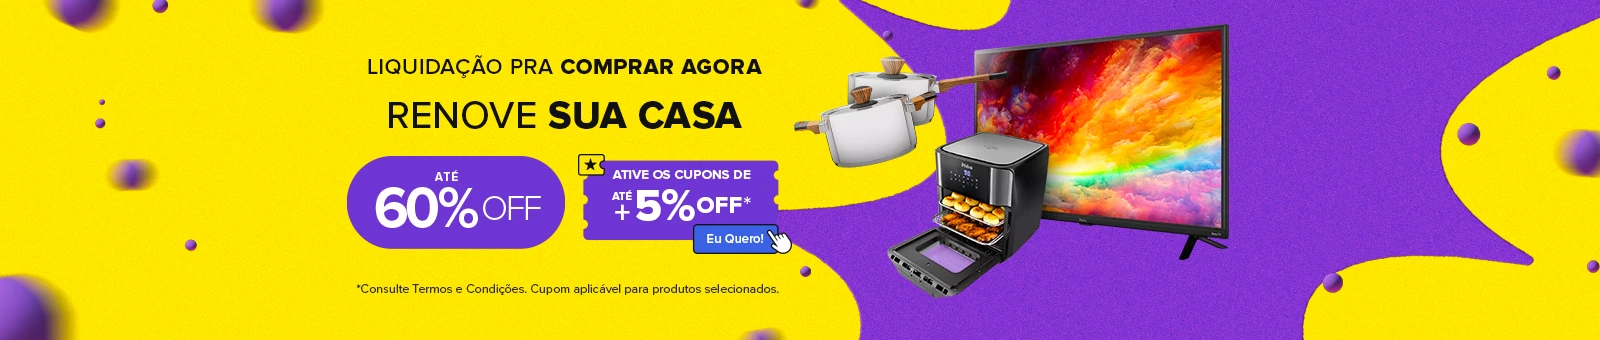 LIQUIDAÇÃO PRA COMPRAR AGORA
RENOVE SUA CASA
ATÉ
60% OFF
ATIVE OS CUPONS DE
ATÉ
+5% OFF*
Eu Quero!
*Consulte Termos e Condições. Cupom aplicável para produtos selecionados.
Philco